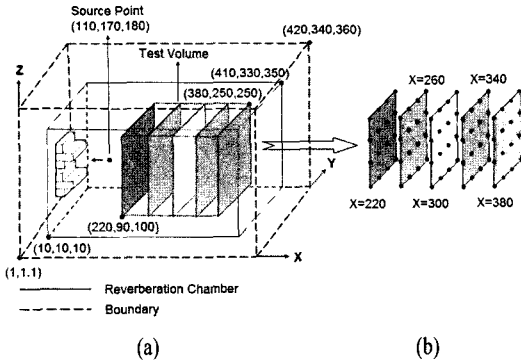 Source Point
(110,170,180)
(420,340,360)
Test Volume
Z
(410,330,350)
(380,250,250)
X=260
X=340
Y
(220,90,100)
X=220
X=300
X=380
(10,10,10)
X
(1,1.1)
Reverberation Chamber
Boundary
(a)
(b)